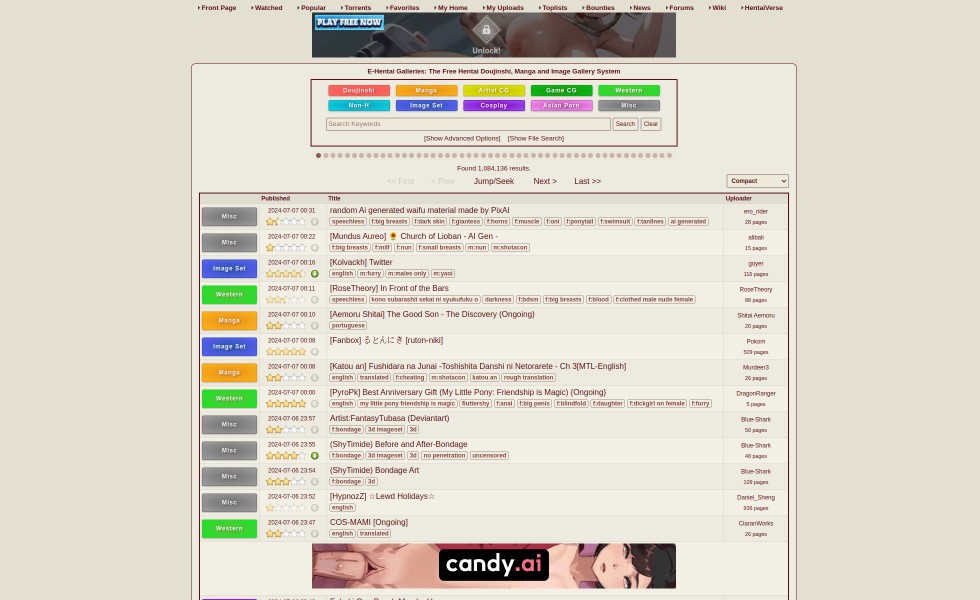 Front Page Watched Popular Torrents Favorites My Home My Uploads Toplists Bounties News Forums Wiki HentaiVerse
PLAY FREE NOW
Unlock!
E-Hentai Galleries: The Free Hentai Doujinshi, Manga and Image Gallery System
Doujinshi Manga Artist CG Game CG Western
Non-H Image Set Cosplay Asian Porn Misc
Search Keywords Search Clear
[Show Advanced Options] [Show File Search]
Found 1,084,136 results.
<< First < Prev Jump/Seek Next > Last >> Compact
Published Title Uploader
Misc 2024-07-07 00:31 random Ai generated waifu material made by PixAI ero_rider
speechless f:big breasts f:dark skin f:giantess f:horns f:muscle f:oni f:ponytail f:swimsuit f:tanlines ai generated 26 pages
Misc 2024-07-07 00:22 [Mundus Aureo] 🌻 Church of Lioban - AI Gen - alibali
f:big breasts f:milf f:nun f:small breasts m:nun m:shotacon 15 pages
Image Set 2024-07-07 00:16 [Kolvackh] Twitter goyer
english m:furry m:males only m:yaoi 116 pages
Western 2024-07-07 00:11 [RoseTheory] In Front of the Bars RoseTheory
speechless kono subarashii sekai ni syukufuku o darkness f:bdsm f:big breasts f:blood f:clothed male nude female 88 pages
Manga 2024-07-07 00:10 [Aemoru Shitai] The Good Son - The Discovery (Ongoing) Shitai Aemoru
portuguese 20 pages
Image Set 2024-07-07 00:08 [Fanbox] るとんにき [ruton-niki] Pokom
509 pages
Manga 2024-07-07 00:08 [Katou an] Fushidara na Junai -Toshishita Danshi ni Netorarete - Ch 3[MTL-English] Murdeer3
english translated f:cheating m:shotacon katou an rough translation 26 pages
Western 2024-07-07 00:00 [PyroPk] Best Anniversary Gift (My Little Pony: Friendship is Magic) {Ongoing} DragonRanger
english my little pony friendship is magic fluttershy f:anal f:big penis f:blindfold f:daughter f:dickgirl on female f:furry 5 pages
Misc 2024-07-06 23:57 Artist:FantasyTubasa (Deviantart) Blue-Shark
f:bondage 3d imageset 3d 50 pages
Misc 2024-07-06 23:55 (ShyTimide) Before and After-Bondage Blue-Shark
f:bondage 3d imageset 3d no penetration uncensored 48 pages
Misc 2024-07-06 23:54 (ShyTimide) Bondage Art Blue-Shark
f:bondage 3d 109 pages
Misc 2024-07-06 23:52 [HypnozZ] ☆Lewd Holidays☆ Daniel_Sheng
english 936 pages
Western 2024-07-06 23:47 COS-MAMI [Ongoing] CiaranWorks
english translated 26 pages
candy.ai